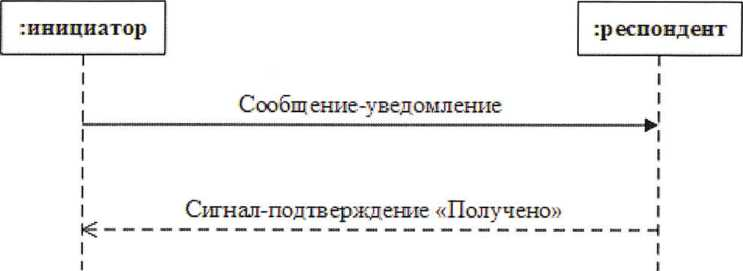 :инициатор
:респондент
Сообщение-уведомление
Сигнал-подтверждение «Получено»